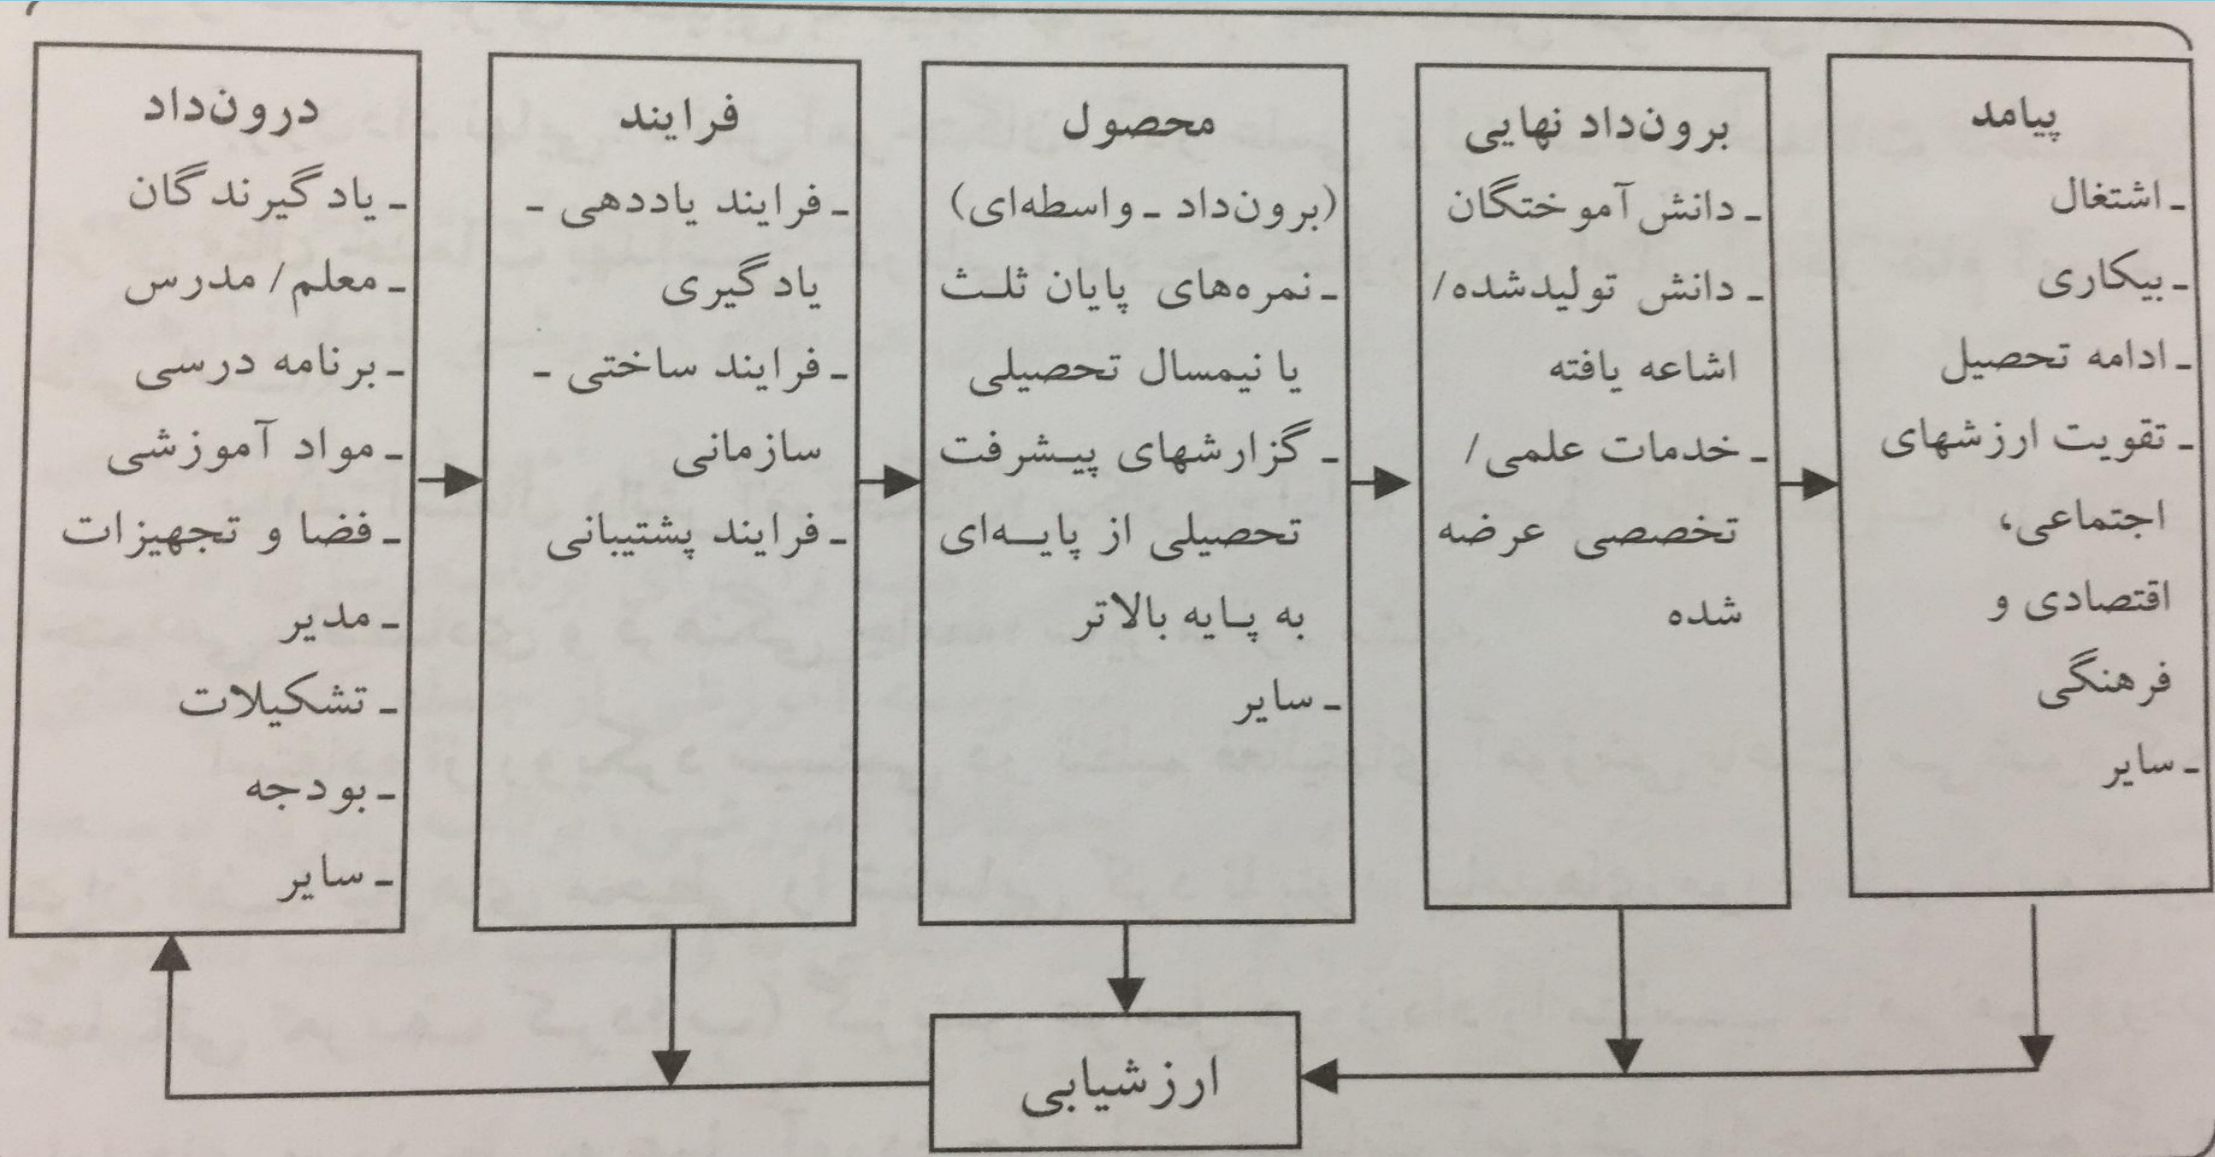 درون‌داد
ـ یادگیرندگان
ـ معلم/ مدرس
ـ برنامه درسی
ـ مواد آموزشی
ـ فضا و تجهیزات
ـ مدیر
ـ تشکیلات
ـ بودجه
ـ سایر
فرایند
ـ فرایند یاددهی ـ
یادگیری
ـ فرایند ساختی ـ
سازمانی
ـ فرایند پشتیبانی
محصول
(برون‌داد ـ واسطه‌ای)
ـ نمره‌های پایان ثلث
یا نیمسال تحصیلی
ـ گزارشهای پیشرفت
تحصیلی از پایه‌ای
به پایه بالاتر
ـ سایر
برون‌داد نهایی
ـ دانش‌آموختگان
ـ دانش تولیدشده/
اشاعه یافته
ـ خدمات علمی/
تخصصی عرضه
شده
پیامد
ـ اشتغال
ـ بیکاری
ـ ادامه تحصیل
ـ تقویت ارزشهای
اجتماعی،
اقتصادی و
فرهنگی
ـ سایر
ارزشیابی